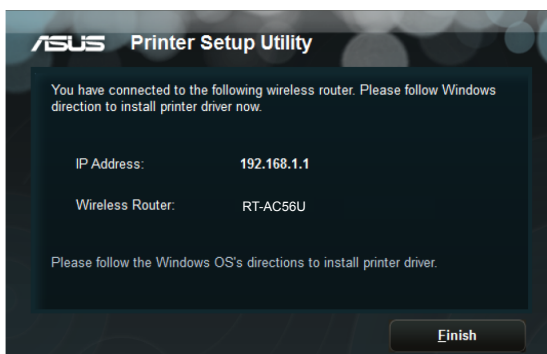 ASUS Printer Setup Utility
You have connected to the following wireless router. Please follow Windows
direction to install printer driver now.
IP Address: 192.168.1.1
Wireless Router: RT-AC56U
Please follow the Windows OS's directions to install printer driver.
Finish